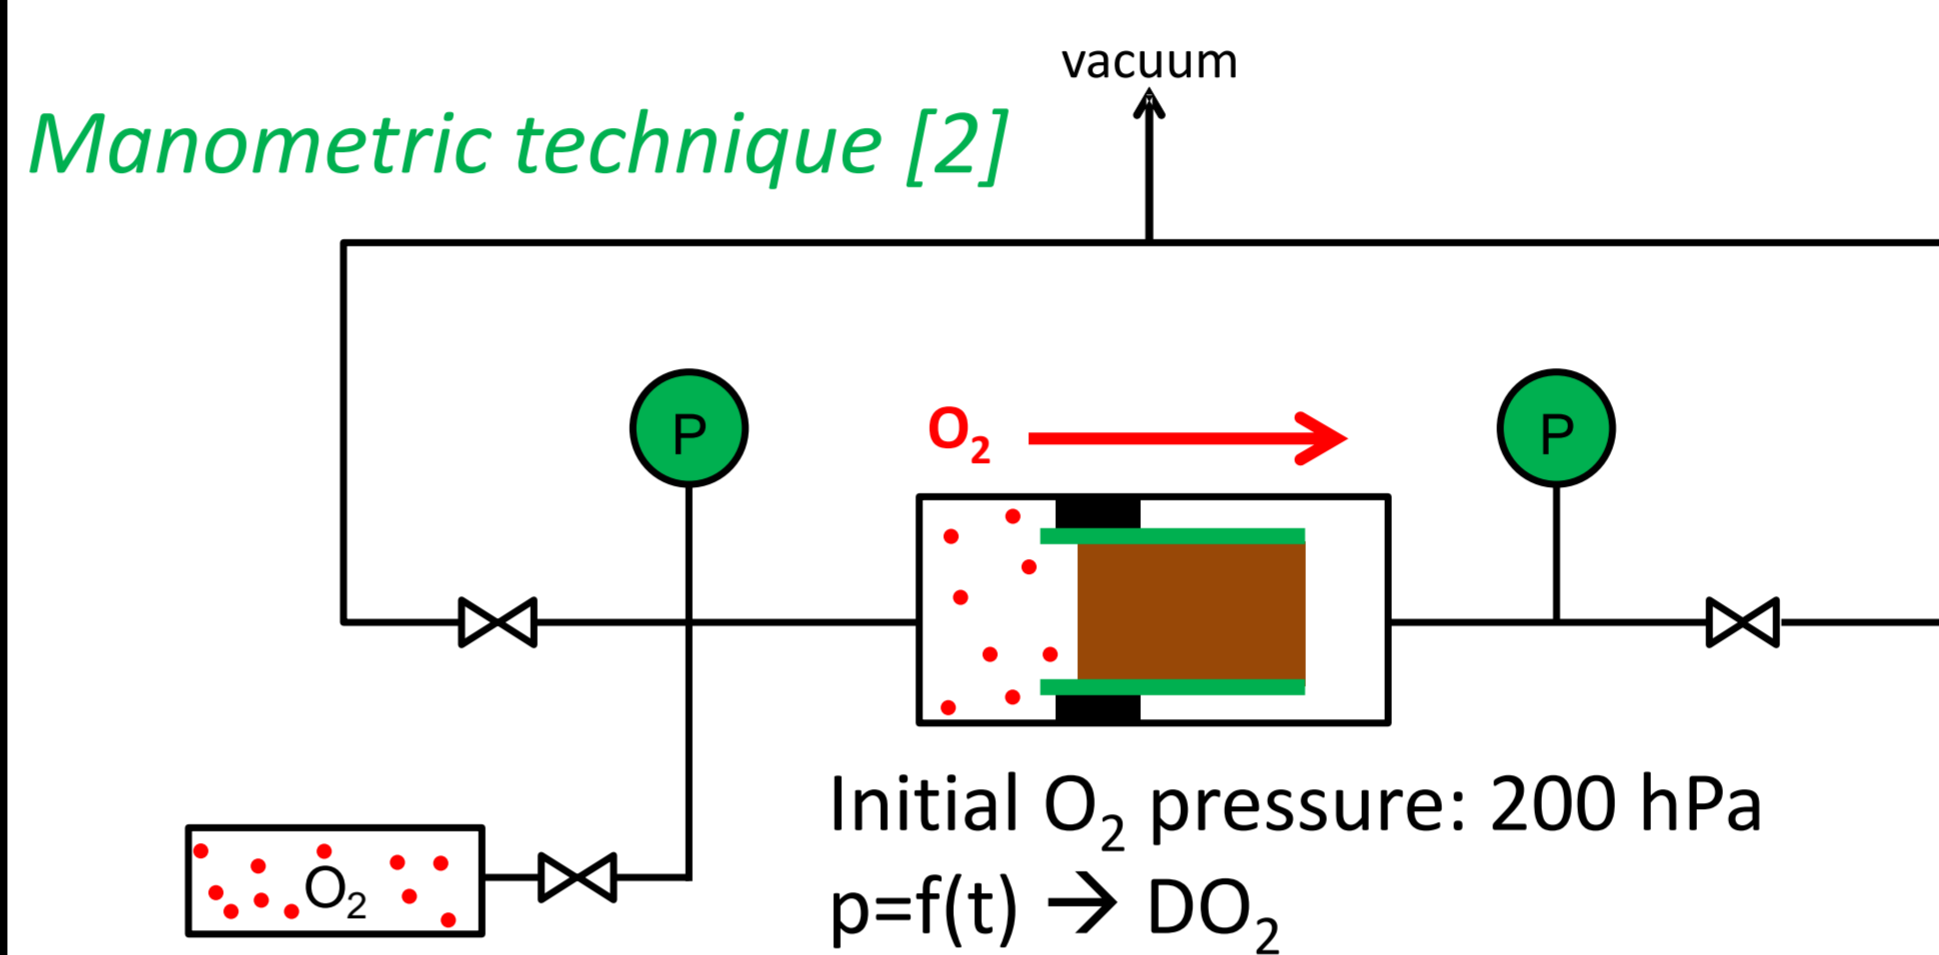 vacuum
Manometric technique [2]
P
P
O₂
Initial O₂ pressure: 200 hPa
O₂
p=f(t) → DO₂